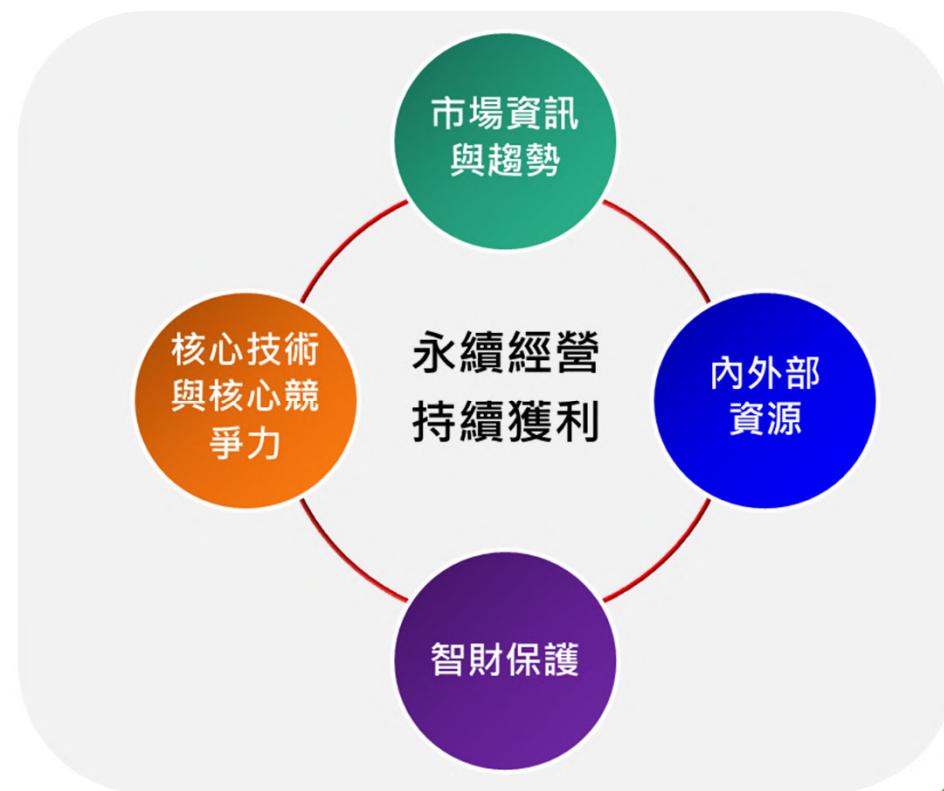 市場資訊
與趨勢
核心技術
與核心競
爭力
永續經營
持續獲利
內外部
資源
智財保護